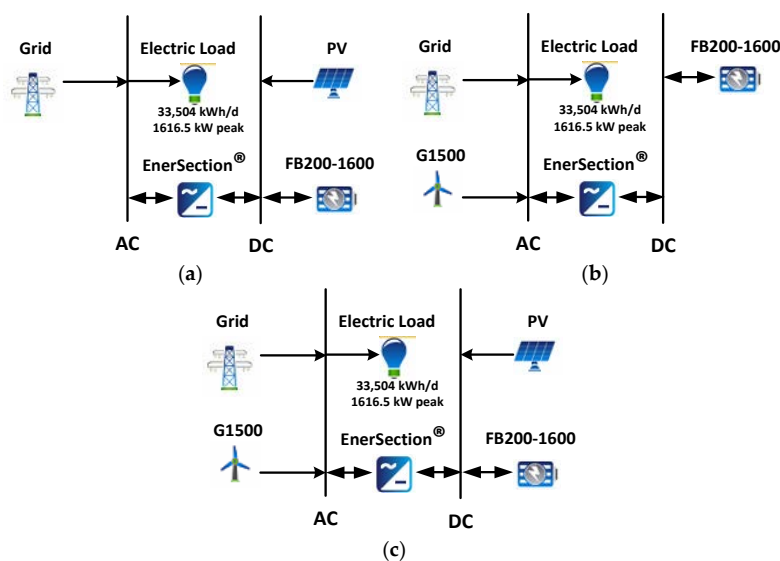 Grid
Electric Load
PV
33,504 kWh/d
1616.5 kW peak
EnerSection®
FB200-1600
AC
DC
(a)
Grid
Electric Load
FB200-1600
33,504 kWh/d
1616.5 kW peak
G1500
EnerSection®
AC
DC
(b)
Grid
Electric Load
PV
33,504 kWh/d
1616.5 kW peak
G1500
EnerSection®
FB200-1600
AC
DC
(c)